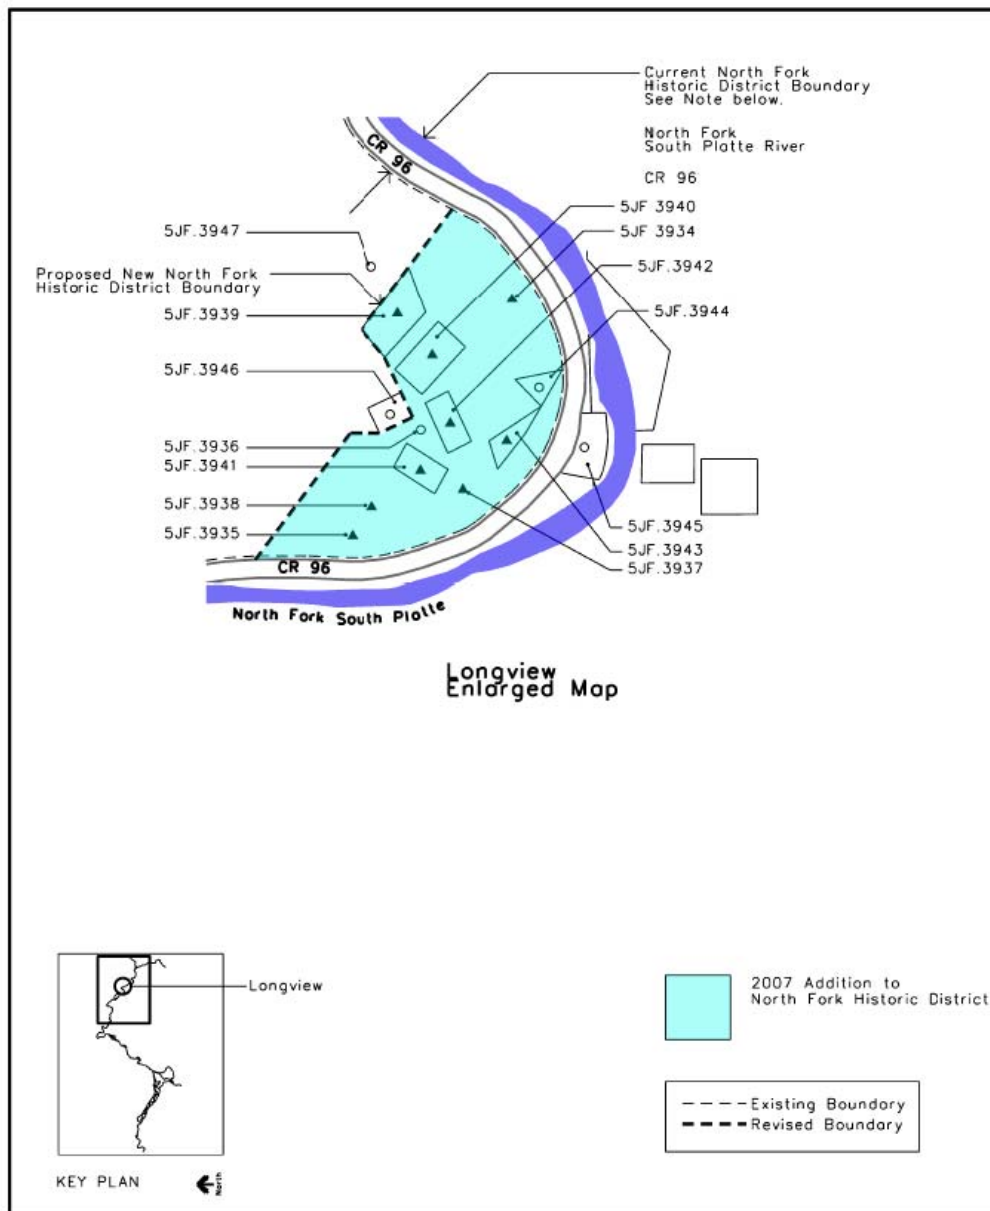 Current North Fork
Historic District Boundary
See Note below.
North Fork
South Platte River
CR 96
CR 96
5JF.3940
5JF 3934
5JF.3942
5JF.3944
5JF.3947
Proposed New North Fork
Historic District Boundary
5JF.3939
5JF.3946
5JF.3936
5JF.3941
5JF.3938
5JF.3935
5JF.3945
5JF.3943
5JF.3937
CR 96
North Fork South Platte
Longview
Enlarged Map
Longview
KEY PLAN
North
2007 Addition to
North Fork Historic District
Existing Boundary
Revised Boundary